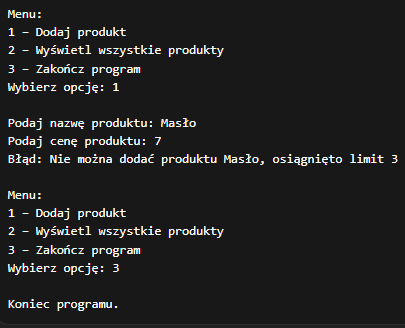 Menu:
1 – Dodaj produkt
2 – Wyświetl wszystkie produkty
3 – Zakończ program
Wybierz opcję: 1
Podaj nazwę produktu: Masło
Podaj cenę produktu: 7
Błąd: Nie można dodać produktu Masło, osiągnięto limit 3
Menu:
1 – Dodaj produkt
2 – Wyświetl wszystkie produkty
3 – Zakończ program
Wybierz opcję: 3
Koniec programu.